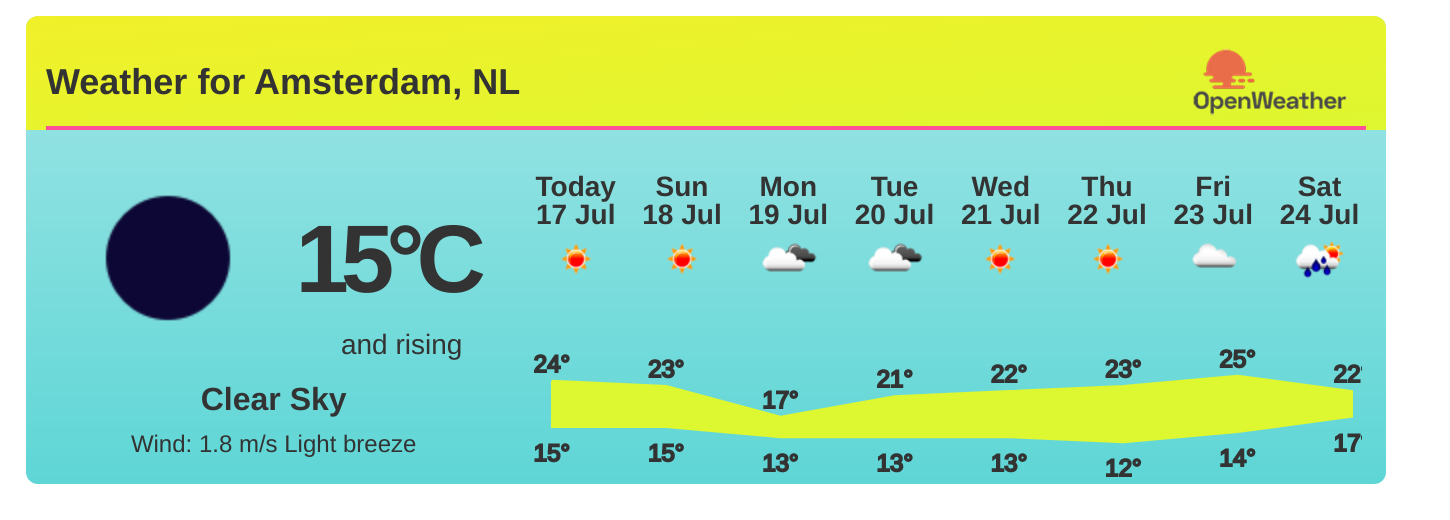 Weather for Amsterdam, NL
OpenWeather
15°C
and rising
Clear Sky
Wind: 1.8 m/s Light breeze
Today Sun Mon Tue Wed Thu Fri Sat
17 Jul 18 Jul 19 Jul 20 Jul 21 Jul 22 Jul 23 Jul 24 Jul
24° 23° 17° 21° 22° 23° 25° 22°
15° 15° 13° 13° 13° 12° 14° 17°